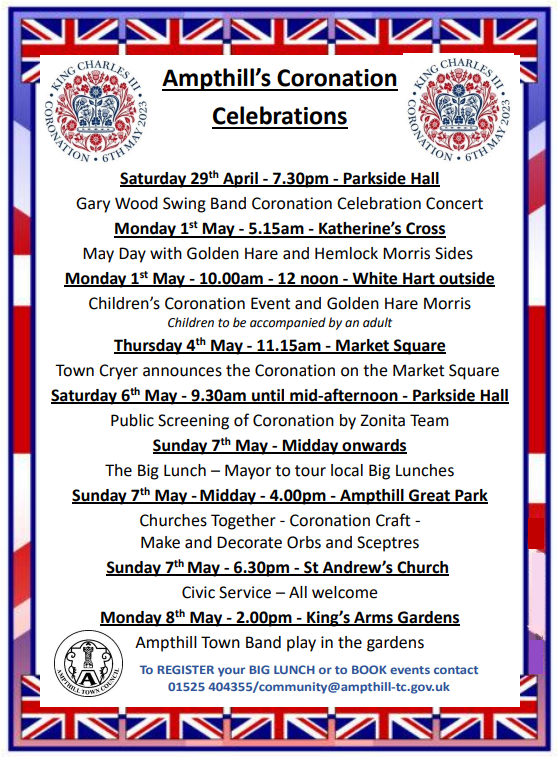 KING CHARLES III
CORONATION • 6TH MAY 2023
KING CHARLES III
CORONATION • 6TH MAY 2023
Ampthill’s Coronation
Celebrations
Saturday 29th April - 7.30pm - Parkside Hall
Gary Wood Swing Band Coronation Celebration Concert
Monday 1st May - 5.15am - Katherine’s Cross
May Day with Golden Hare and Hemlock Morris Sides
Monday 1st May - 10.00am - 12 noon - White Hart outside
Children’s Coronation Event and Golden Hare Morris
Children to be accompanied by an adult
Thursday 4th May - 11.15am - Market Square
Town Cryer announces the Coronation on the Market Square
Saturday 6th May - 9.30am until mid-afternoon - Parkside Hall
Public Screening of Coronation by Zonita Team
Sunday 7th May - Midday onwards
The Big Lunch – Mayor to tour local Big Lunches
Sunday 7th May - Midday - 4.00pm - Ampthill Great Park
Churches Together - Coronation Craft -
Make and Decorate Orbs and Sceptres
Sunday 7th May - 6.30pm - St Andrew’s Church
Civic Service – All welcome
Monday 8th May - 2.00pm - King’s Arms Gardens
Ampthill Town Band play in the gardens
To REGISTER your BIG LUNCH or to BOOK events contact
01525 404355/community@ampthill-tc.gov.uk
A
AMPTHILL TOWN COUNCIL